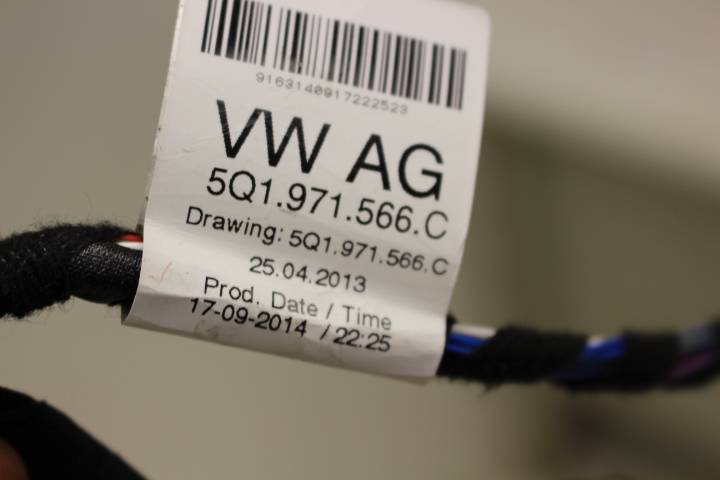 9163140917222523
VW AG
5Q1.971.566.C
Drawing: 5Q1.971.566.C
25.04.2013
Prod. Date / Time
17-09-2014 / 22:25